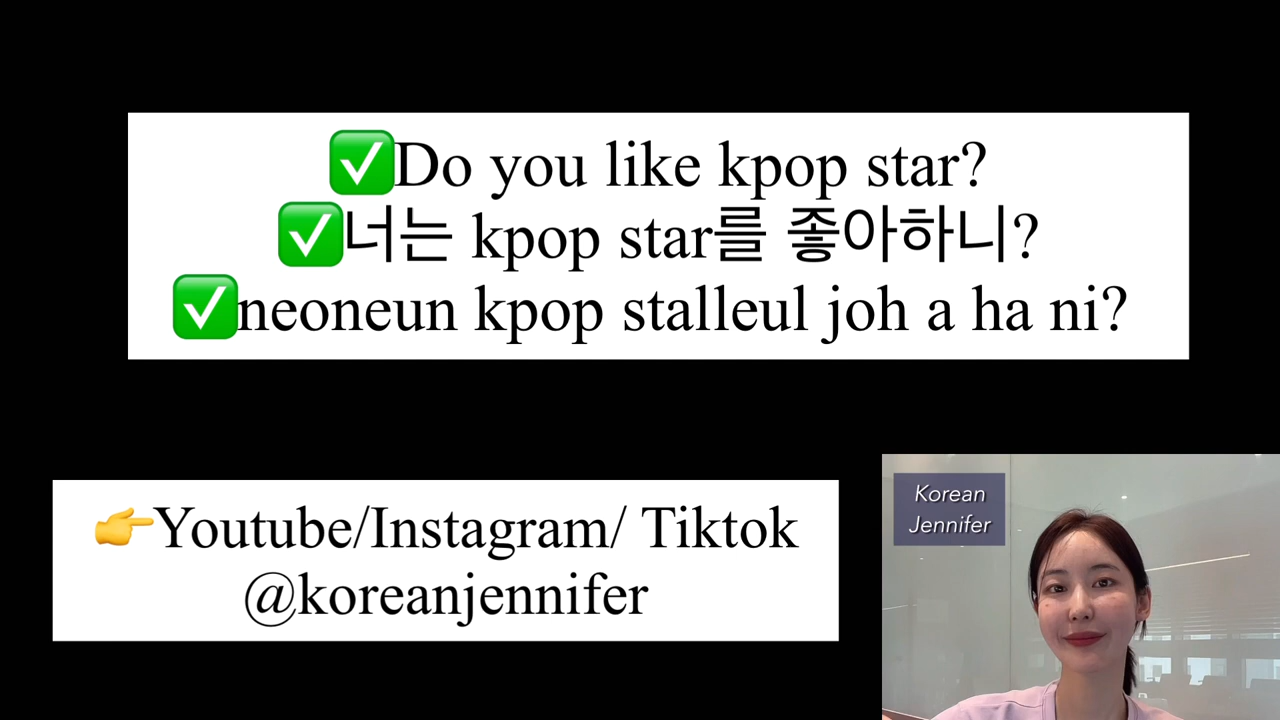 ✅Do you like kpop star?
✅너는 kpop star를 좋아하니?
✅neoneun kpop stalleul joh a ha ni?
👉Youtube/Instagram/ Tiktok
@koreanjennifer
Korean
Jennifer